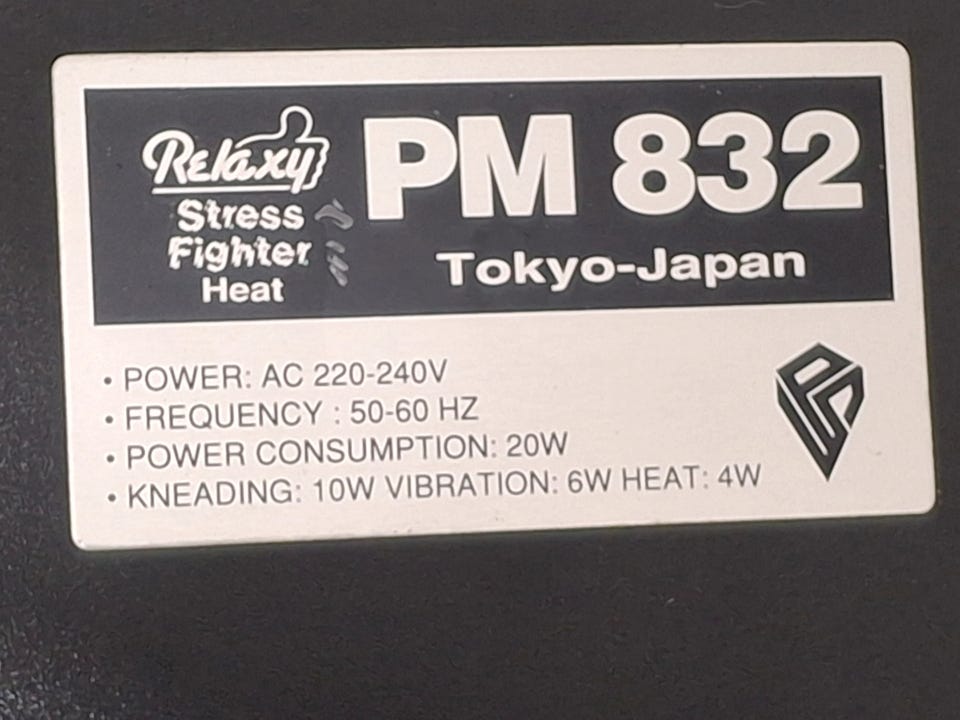 Relaxy
Stress
Fighter
Heat
PM 832
Tokyo-Japan
• POWER: AC 220-240V
• FREQUENCY : 50-60 HZ
• POWER CONSUMPTION: 20W
• KNEADING: 10W VIBRATION: 6W HEAT: 4W